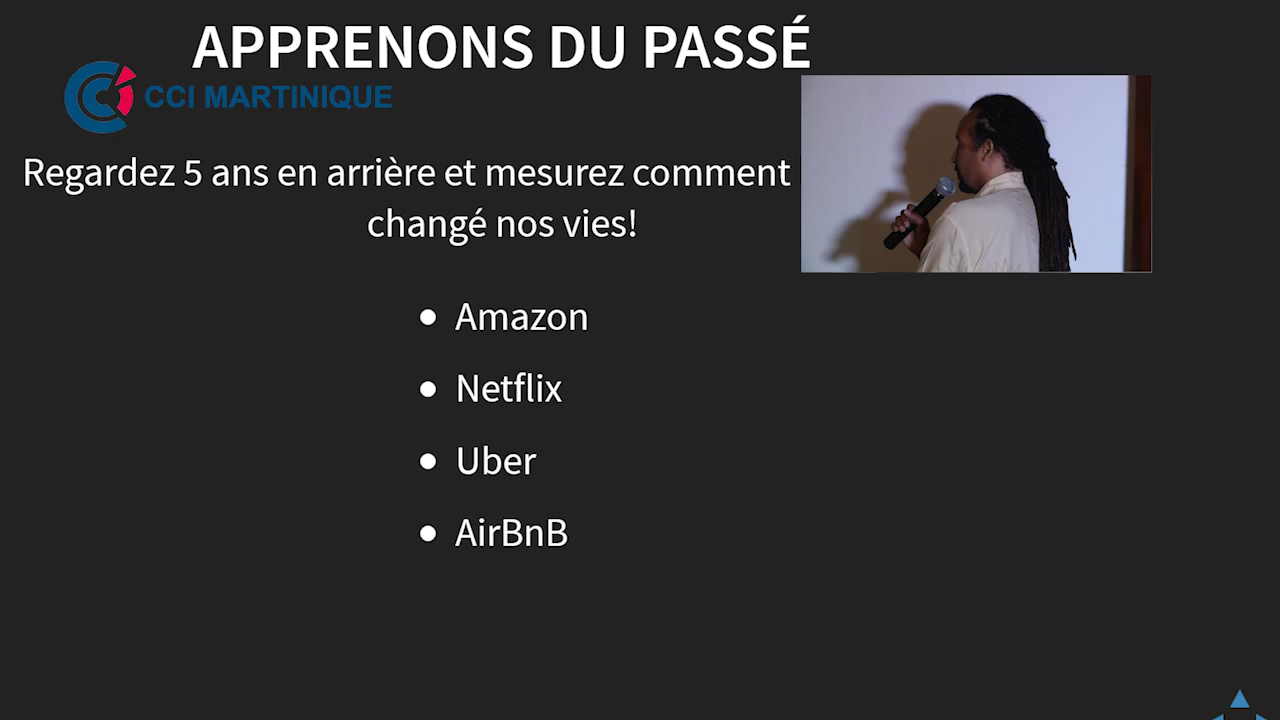 APPRENONS DU PASSÉ
CCI MARTINIQUE
Regardez 5 ans en arrière et mesurez comment
changé nos vies!
Amazon
Netflix
Uber
AirBnB